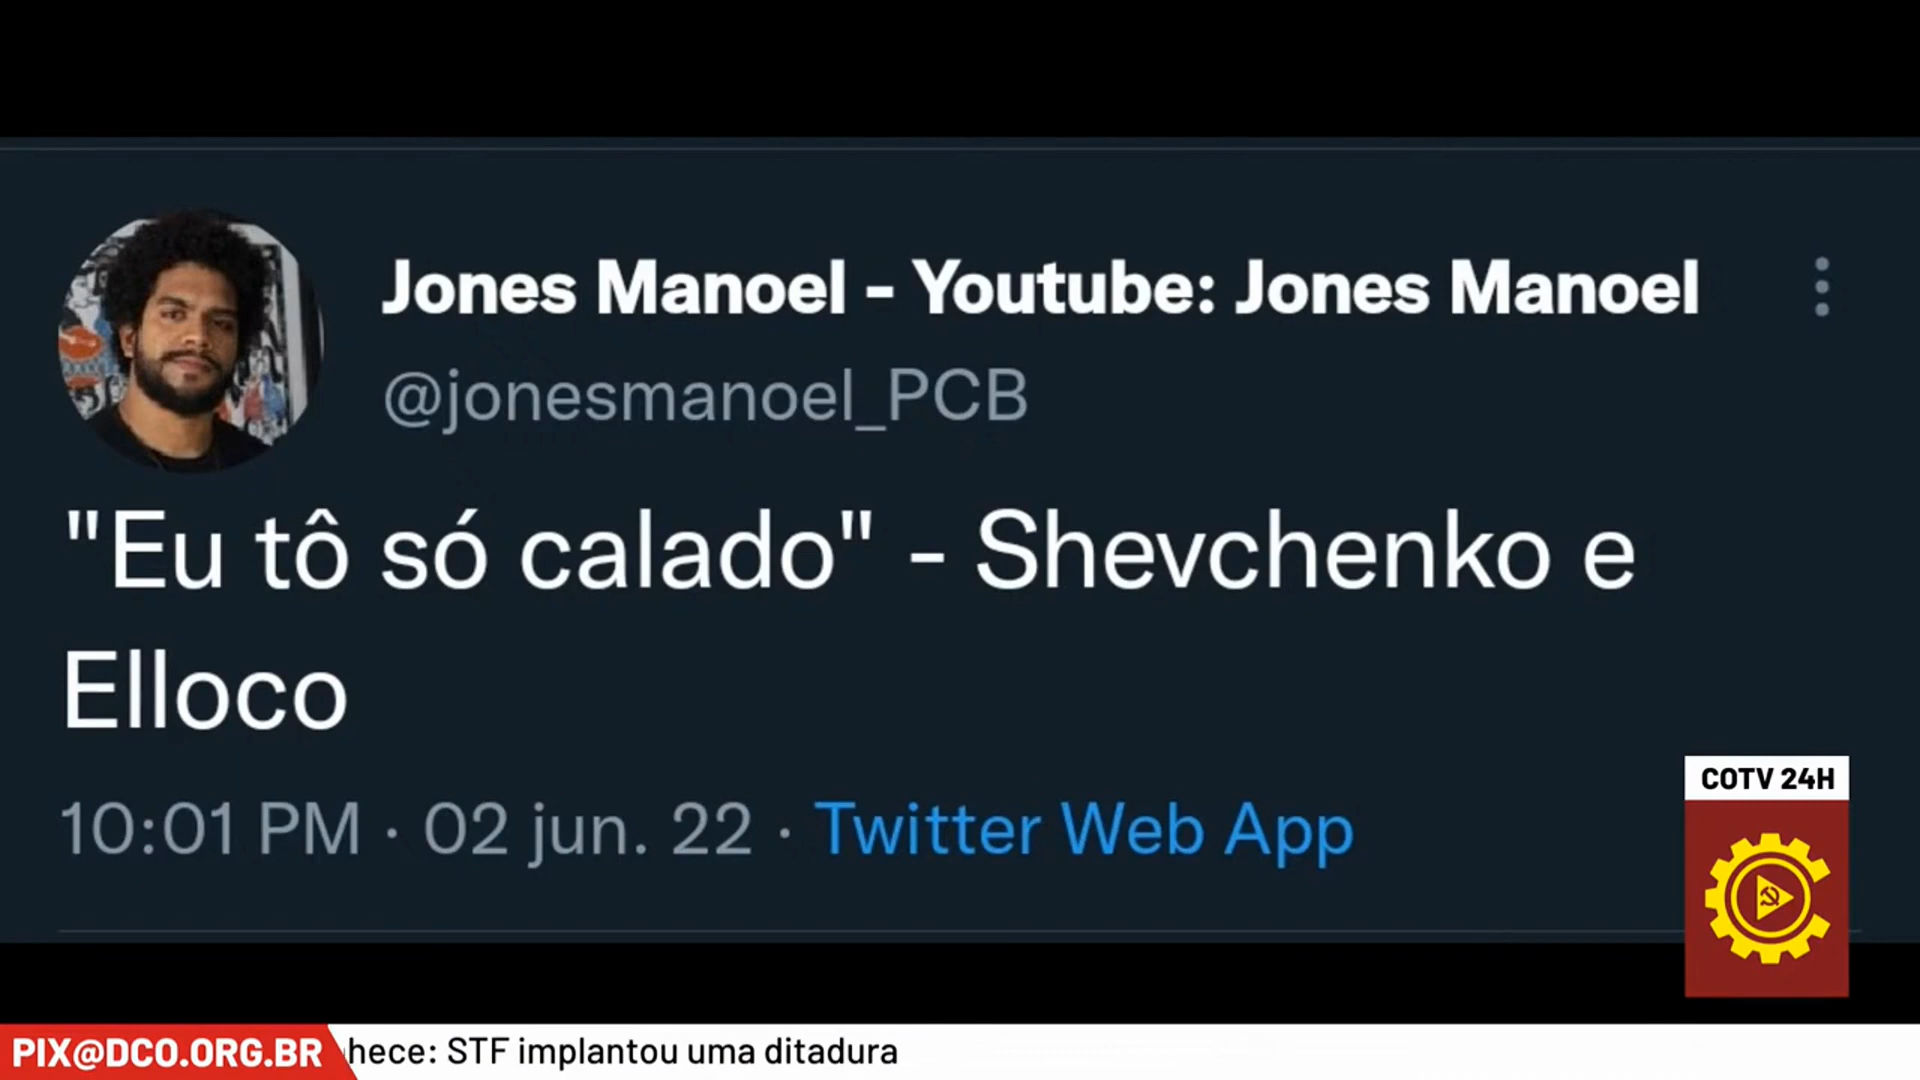 Jones Manoel - Youtube: Jones Manoel
@jonesmanoel_PCB
"Eu tô só calado" - Shevchenko e
Elloco
10:01 PM · 02 jun. 22 · Twitter Web App
COTV 24H
PIX@DCO.ORG.BR
hece: STF implantou uma ditadura